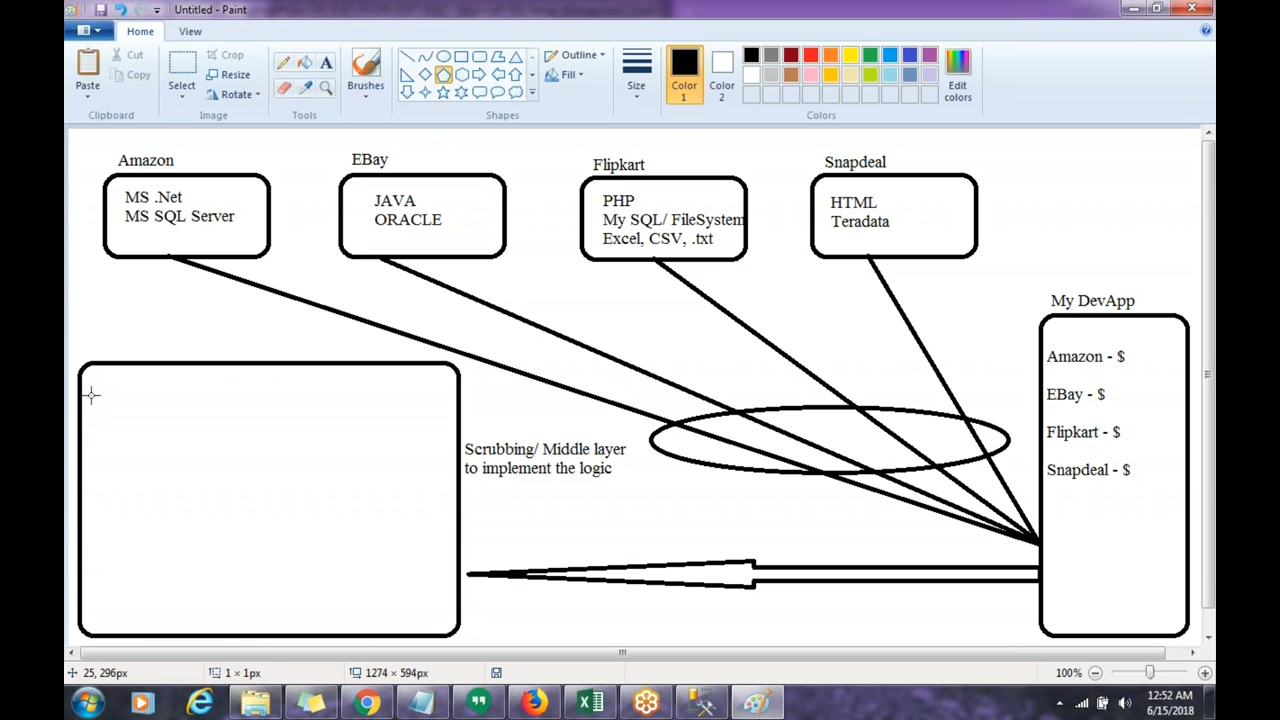 Untitled - Paint
Home View
Paste
Cut
Copy
Clipboard
Select
Crop
Resize
Rotate
Image
A
Tools
Brushes
Outline
Fill
Shapes
Size
Color 1
Color 2
Edit colors
Colors
Amazon
MS .Net
MS SQL Server
EBay
JAVA
ORACLE
Flipkart
PHP
My SQL/ FileSystem
Excel, CSV, .txt
Snapdeal
HTML
Teradata
My DevApp
Amazon - $
EBay - $
Flipkart - $
Snapdeal - $
Scrubbing/ Middle layer
to implement the logic
25, 296px
1 × 1px
1274 × 594px
100%
12:52 AM
6/15/2018